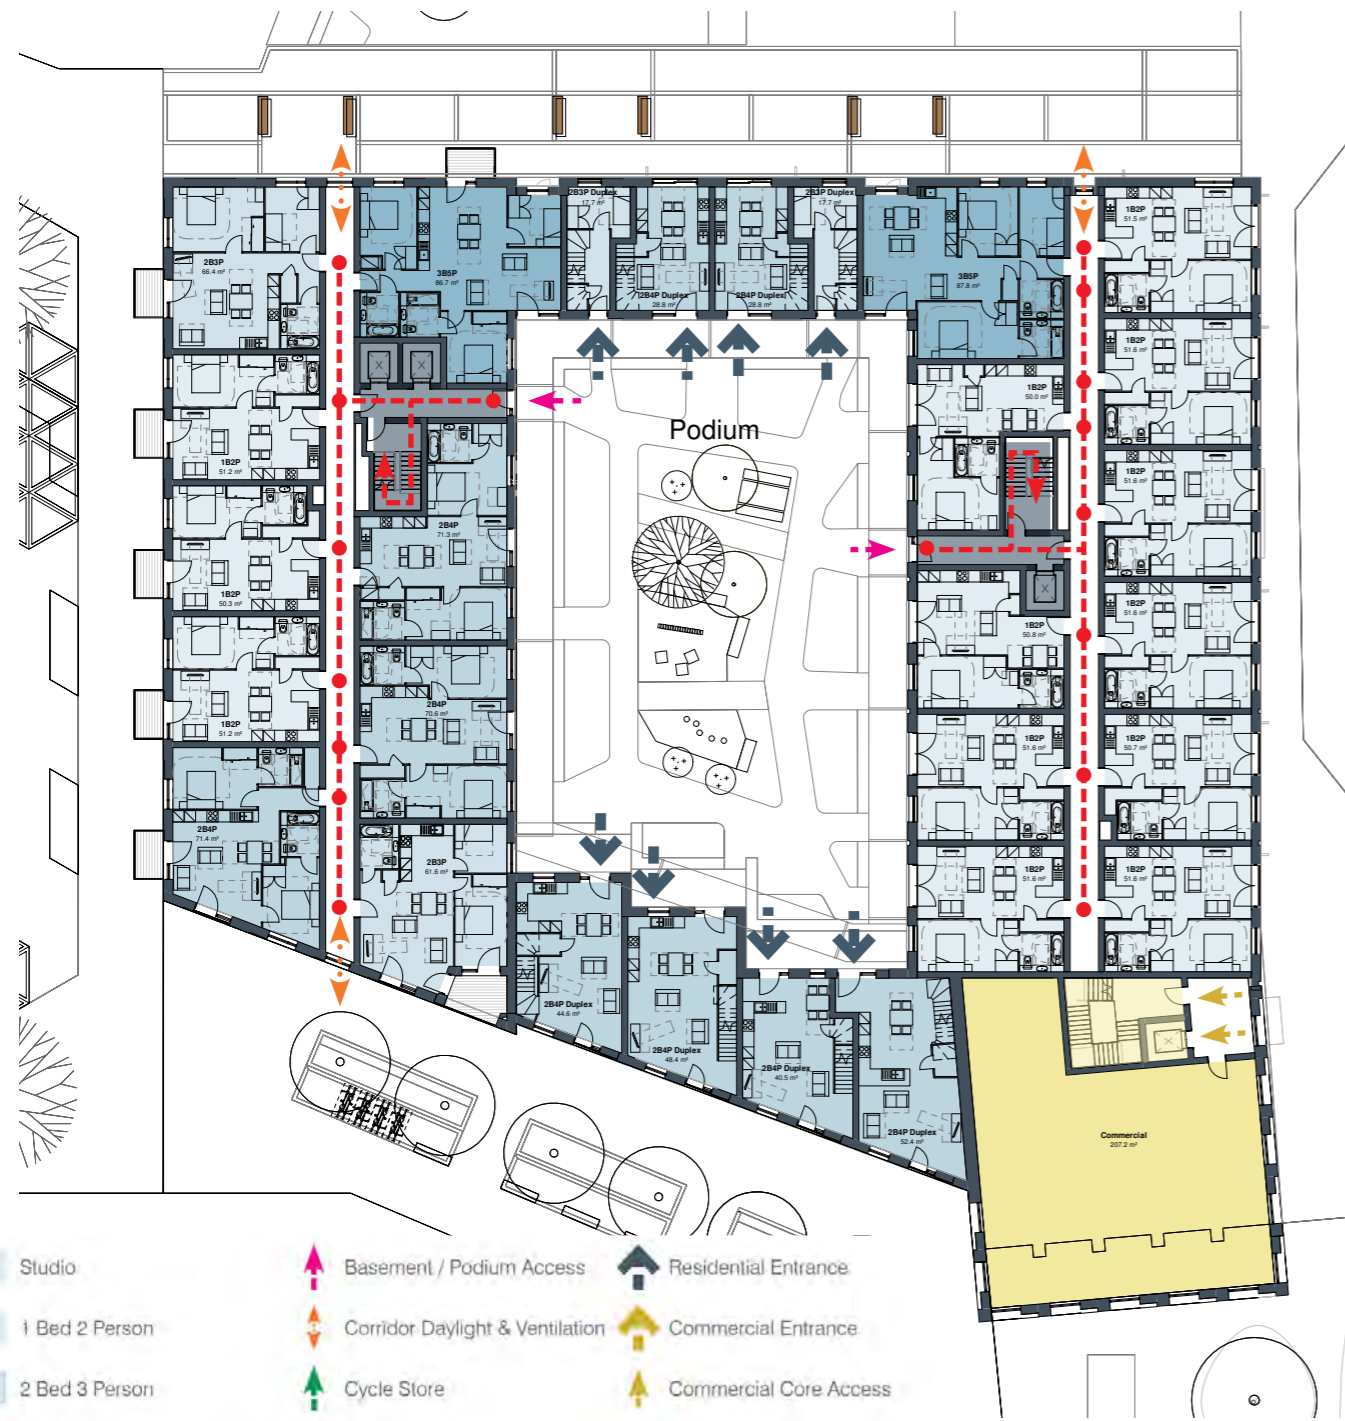 2B3P Duplex
17.7 m²
2B3P Duplex
17.7 m²
1B2P
51.5 m²
2B3P
66.4 m²
3B5P
86.7 m²
3B5P
87.8 m²
2B4P Duplex
28.8 m²
2B4P Duplex
28.8 m²
1B2P
51.6 m²
1B2P
50.0 m²
Podium
1B2P
51.2 m²
1B2P
51.6 m²
2B4P
71.3 m²
1B2P
50.3 m²
1B2P
51.6 m²
1B2P
50.8 m²
2B4P
70.6 m²
1B2P
51.2 m²
1B2P
51.6 m²
1B2P
50.7 m²
2B4P
71.4 m²
2B3P
61.6 m²
1B2P
51.6 m²
1B2P
51.6 m²
2B4P Duplex
44.6 m²
2B4P Duplex
48.4 m²
2B4P Duplex
40.5 m²
2B4P Duplex
52.4 m²
Commercial
207.2 m²
Studio
Basement / Podium Access
Residential Entrance
1 Bed 2 Person
Corridor Daylight & Ventilation
Commercial Entrance
2 Bed 3 Person
Cycle Store
Commercial Core Access